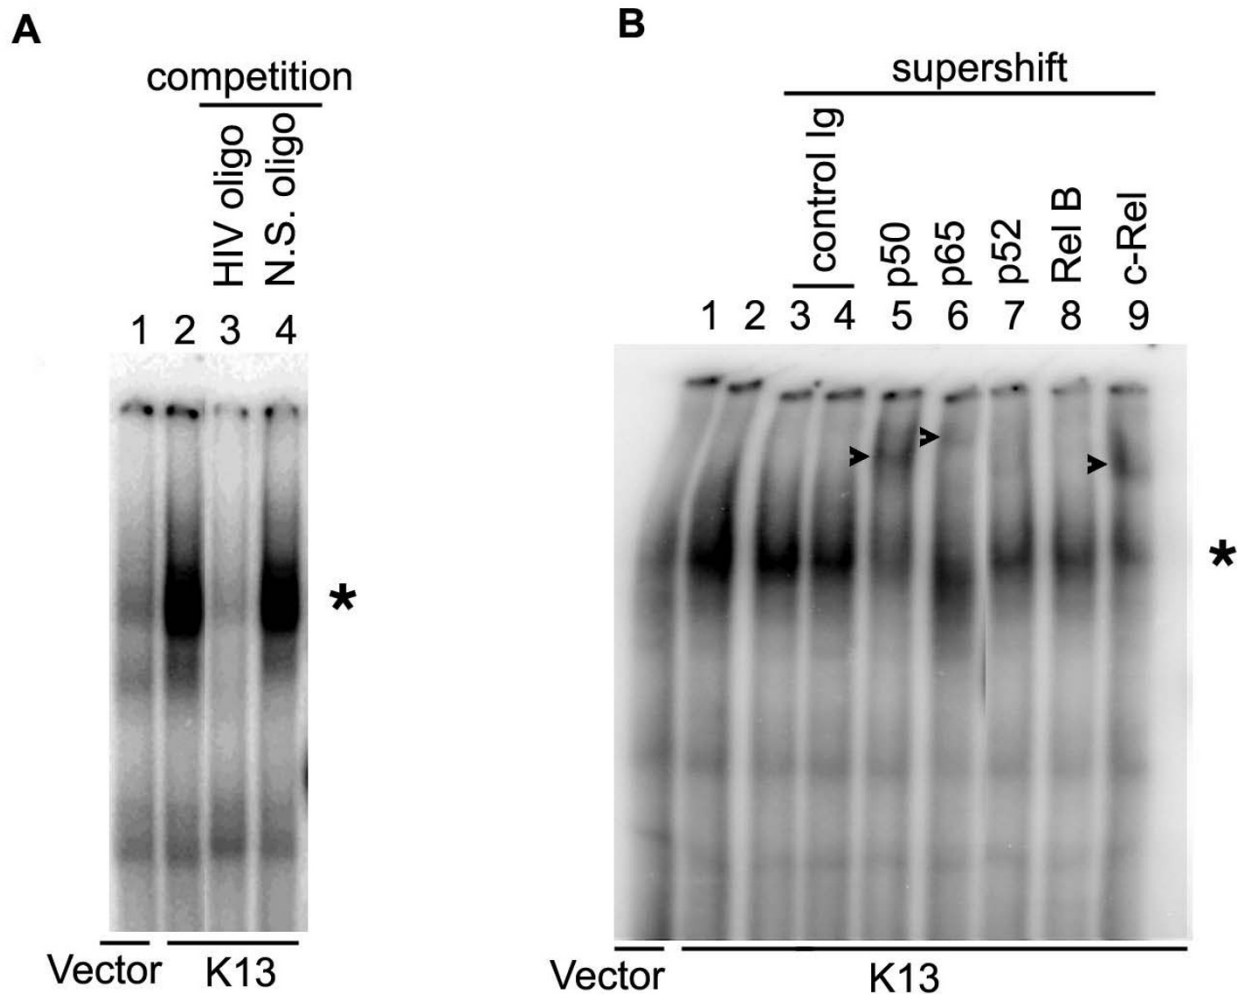 A
competition
HIV oligo
N.S. oligo
1 2 3 4
*
Vector K13
B
supershift
control Ig
p50
p65
p52
Rel B
c-Rel
1 2 3 4 5 6 7 8 9
*
Vector K13